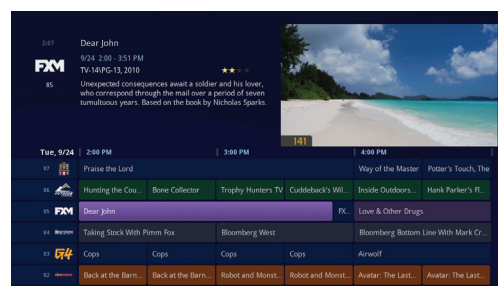 2:07
Dear John
FXM
9/24 2:00 - 3:51 PM
TV-14\PG-13, 2010
85
Unexpected consequences await a soldier and his lover,
who correspond through the mail over a period of seven
tumultuous years. Based on the book by Nicholas Sparks.
141
Tue, 9/24 2:00 PM 3:00 PM 4:00 PM
87 Praise the Lord Way of the Master Potter's Touch, The
86 Hunting the Cou... Bone Collector Trophy Hunters TV Cuddeback's Wil... Inside Outdoors... Hank Parker's Fl...
85 FXM Dear John FX... Love & Other Drugs
84 Taking Stock With Pimm Fox Bloomberg West Bloomberg Bottom Line With Mark Cr...
83 G4 Cops Cops Cops Cops Airwolf
82 Back at the Barn... Back at the Barn... Robot and Monst... Robot and Monst... Avatar: The Last... Avatar: The Last...